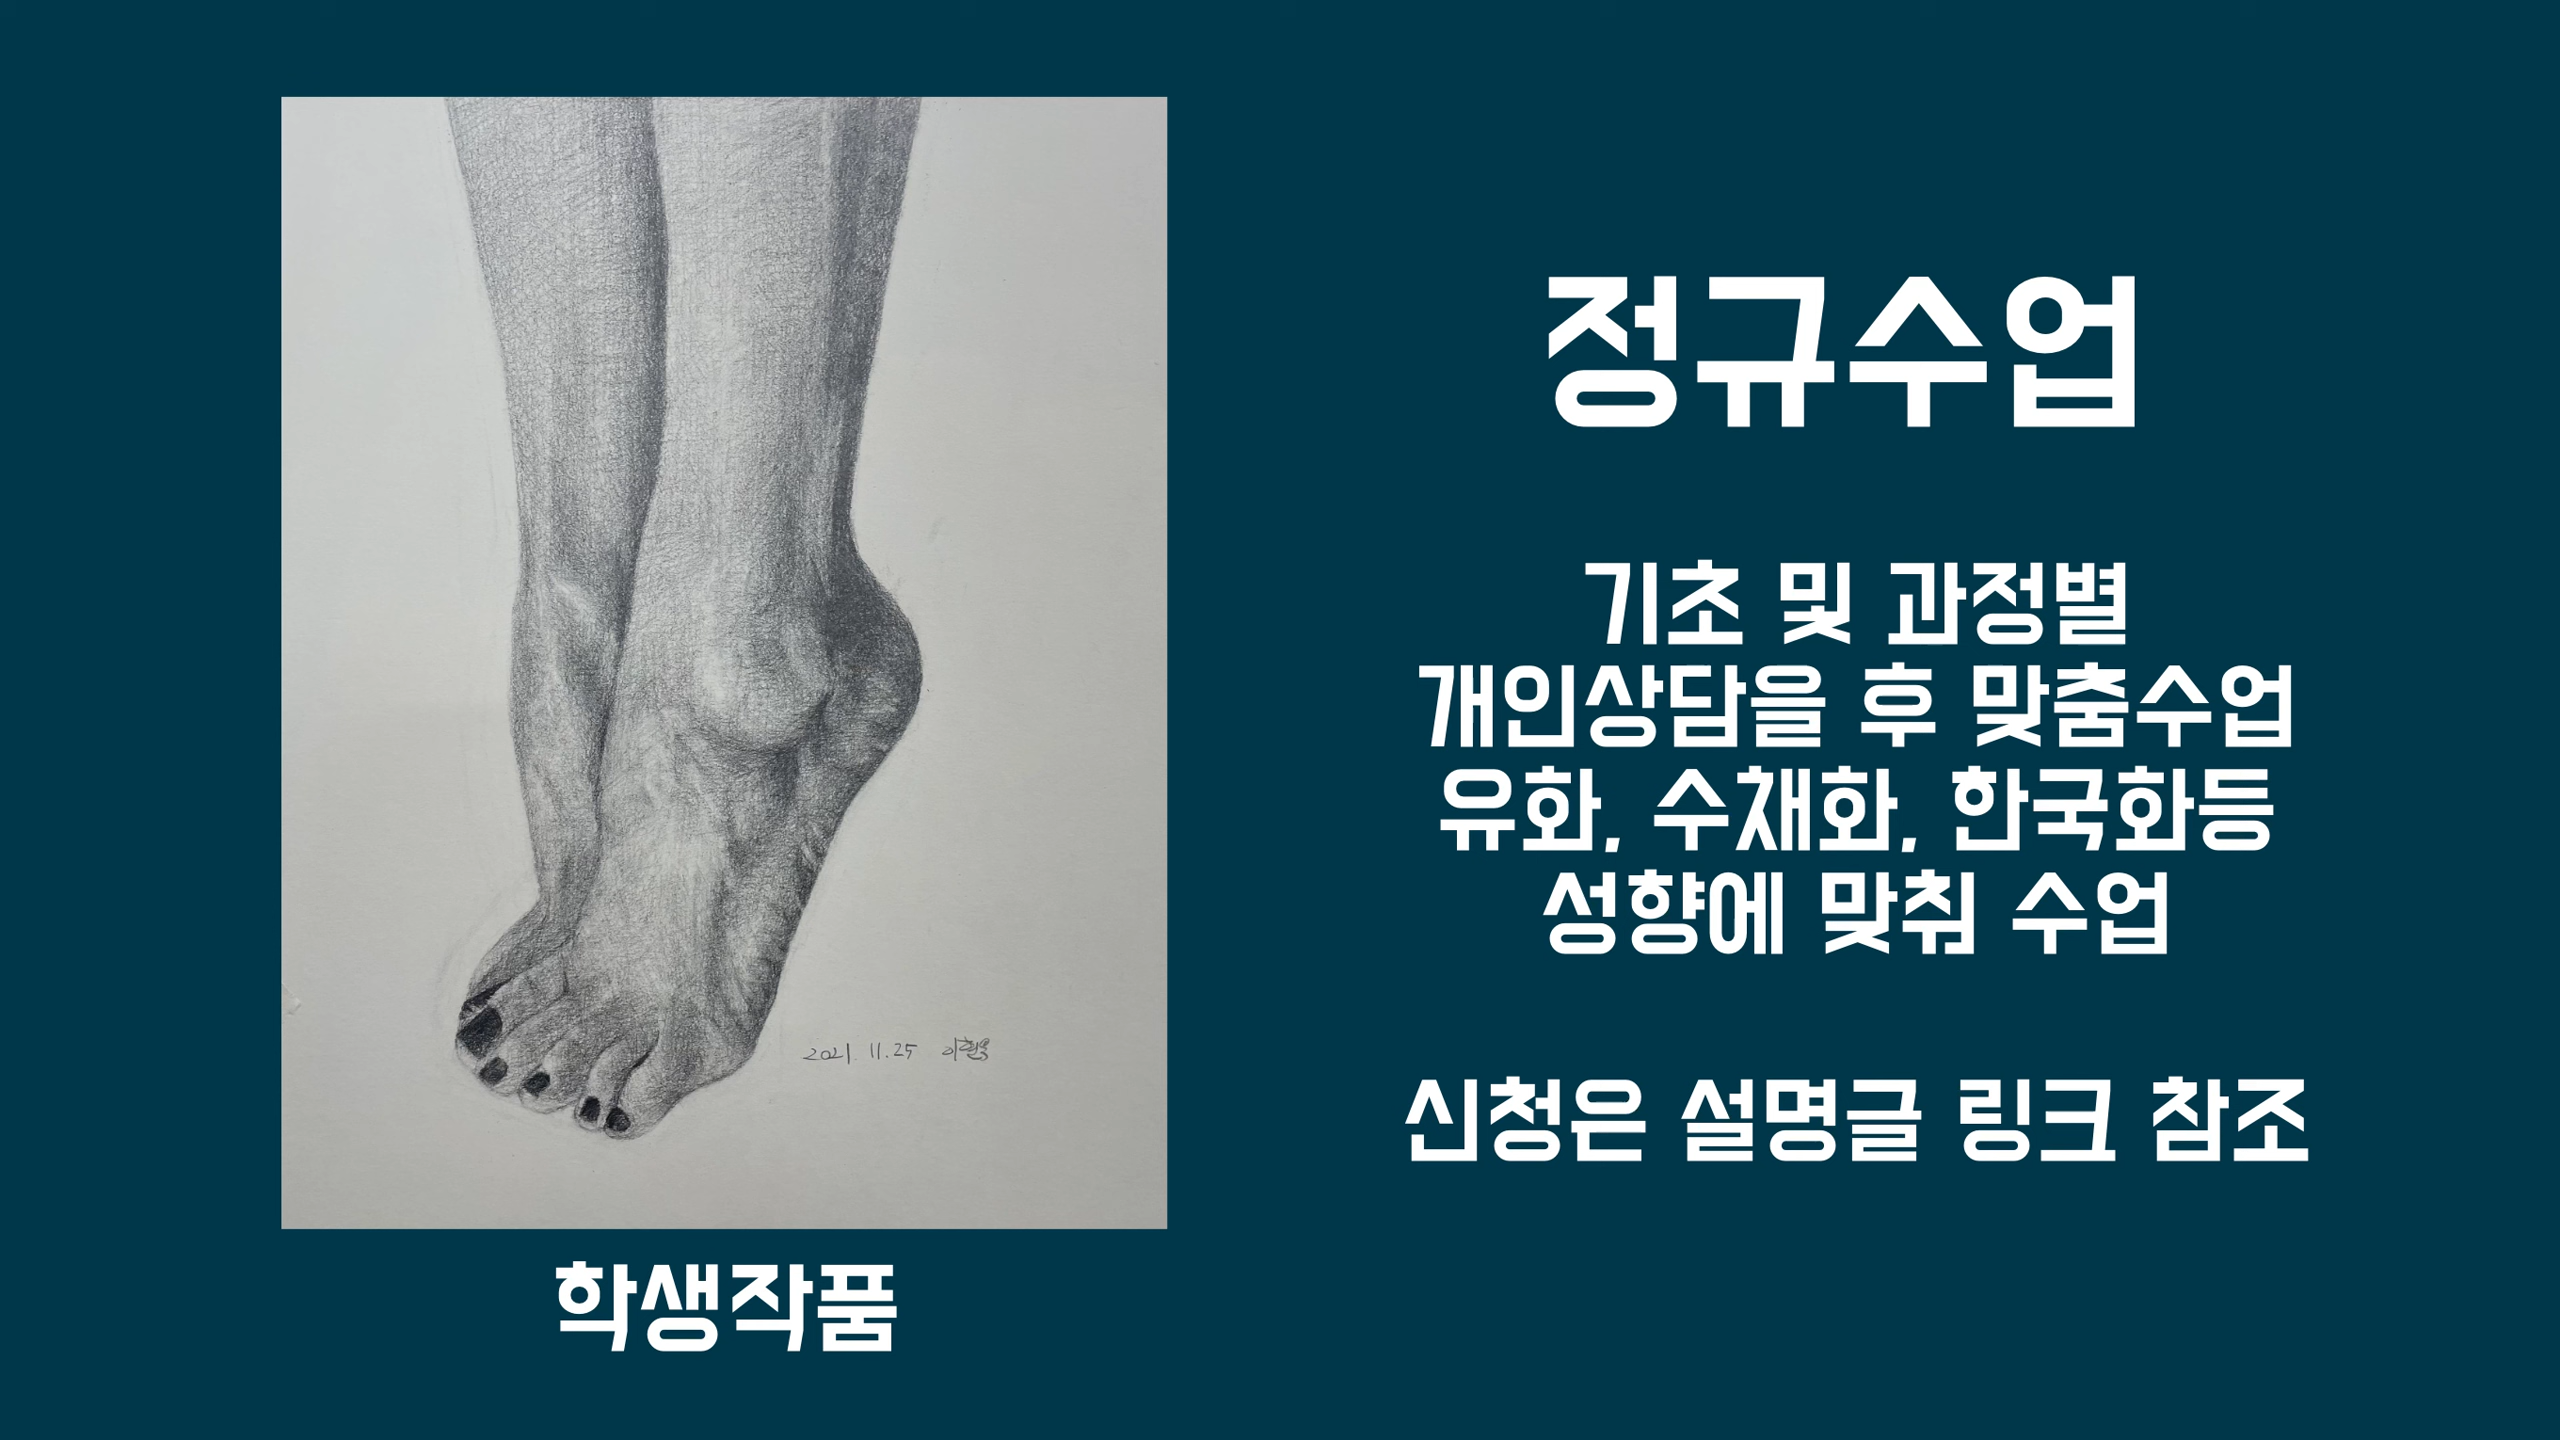 정규수업
기초 및 과정별
개인상담을 후 맞춤수업
유화, 수채화, 한국화등
성향에 맞춰 수업
신청은 설명글 링크 참조
2021. 11.25
학생작품